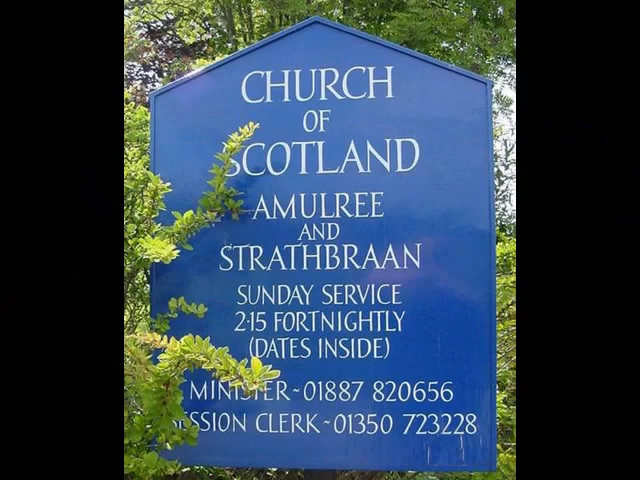 CHURCH
OF
SCOTLAND
AMULREE
AND
STRATHBRAAN
SUNDAY SERVICE
2·15 FORTNIGHTLY
(DATES INSIDE)
MINISTER~01887 820656
SESSION CLERK~01350 723228